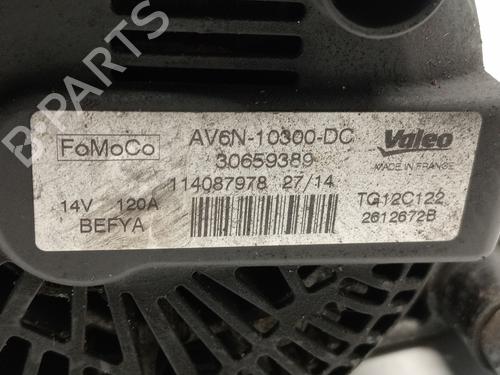 B-PARTS
FoMoCo
AV6N-10300-DC
30659389
Valeo
MADE IN FRANCE
114087978 27/14
14V 120A
BEFYA
TG12C122
2612672B